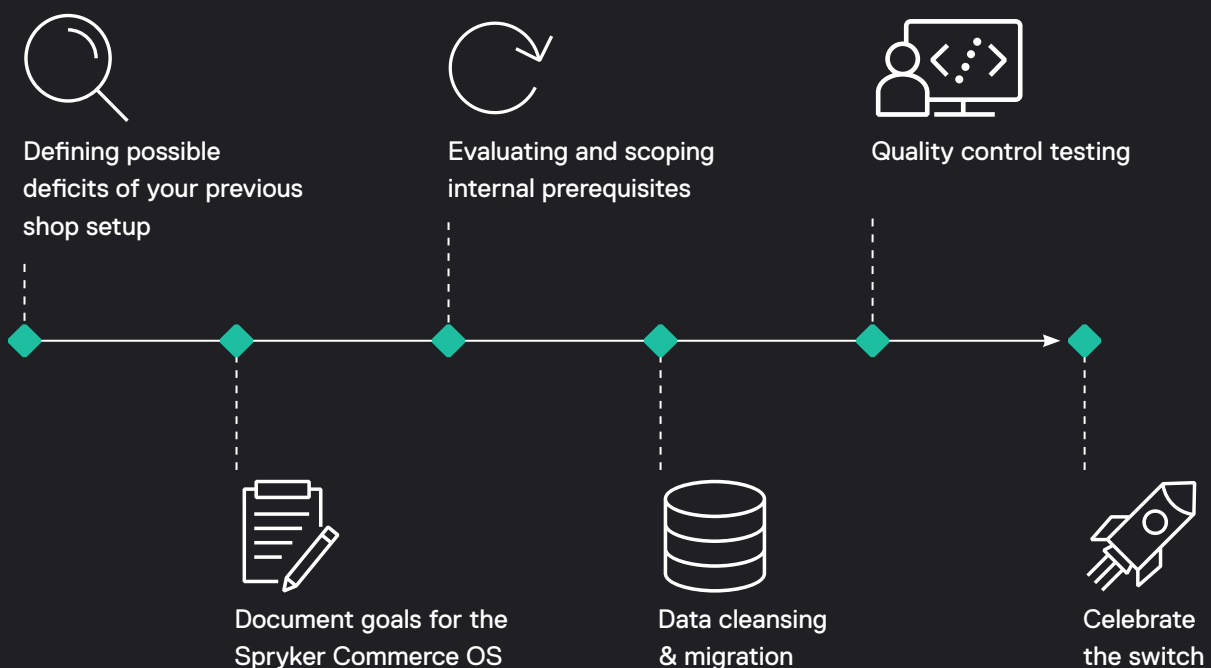 Defining possible
deficits of your previous
shop setup
Evaluating and scoping
internal prerequisites
Quality control testing
Document goals for the
Spryker Commerce OS
Data cleansing
& migration
Celebrate
the switch